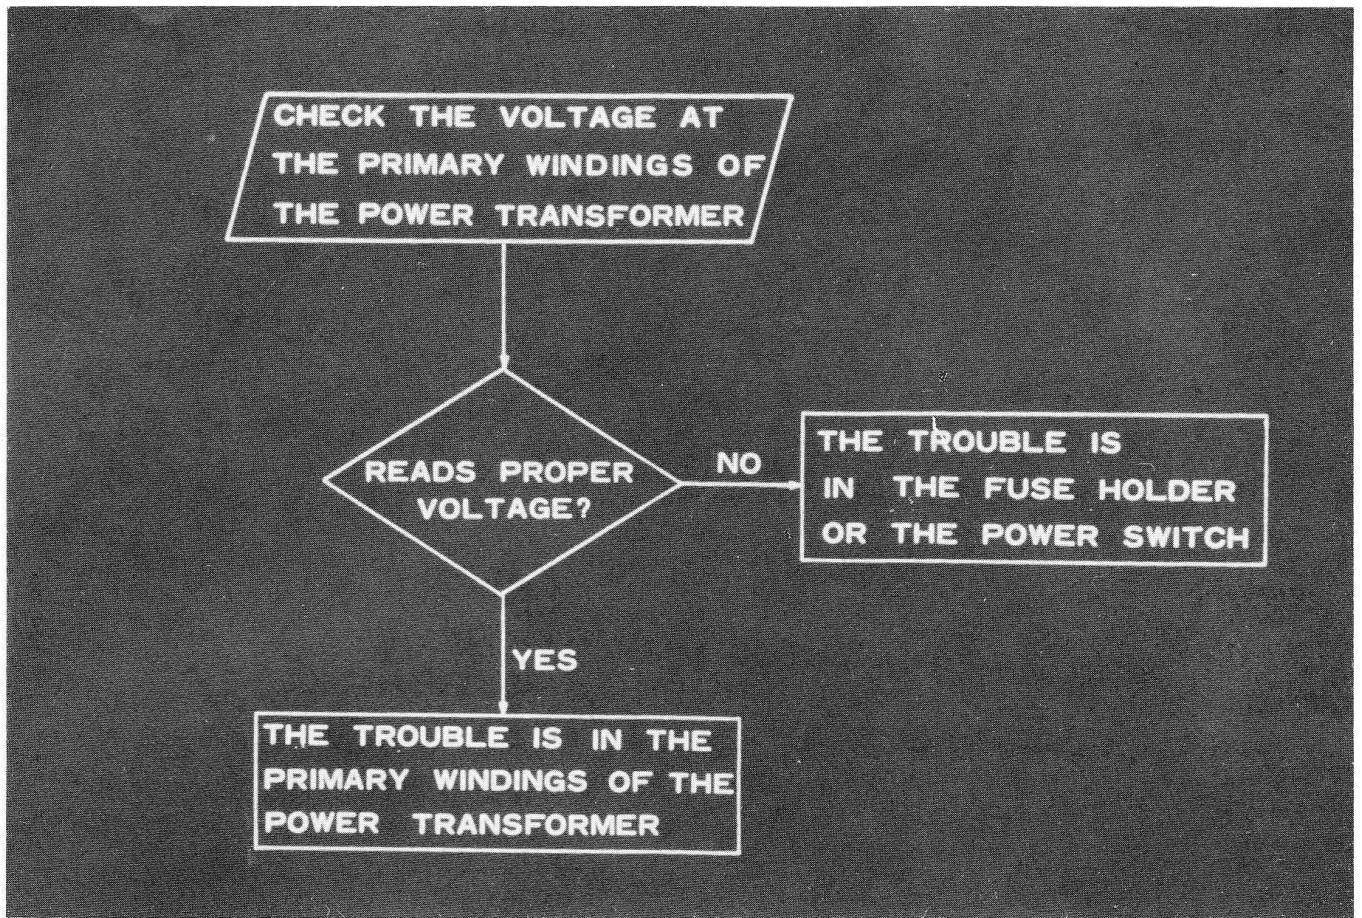 CHECK THE VOLTAGE AT
THE PRIMARY WINDINGS OF
THE POWER TRANSFORMER
READS PROPER
VOLTAGE?
NO
THE TROUBLE IS
IN THE FUSE HOLDER
OR THE POWER SWITCH
YES
THE TROUBLE IS IN THE
PRIMARY WINDINGS OF THE
POWER TRANSFORMER